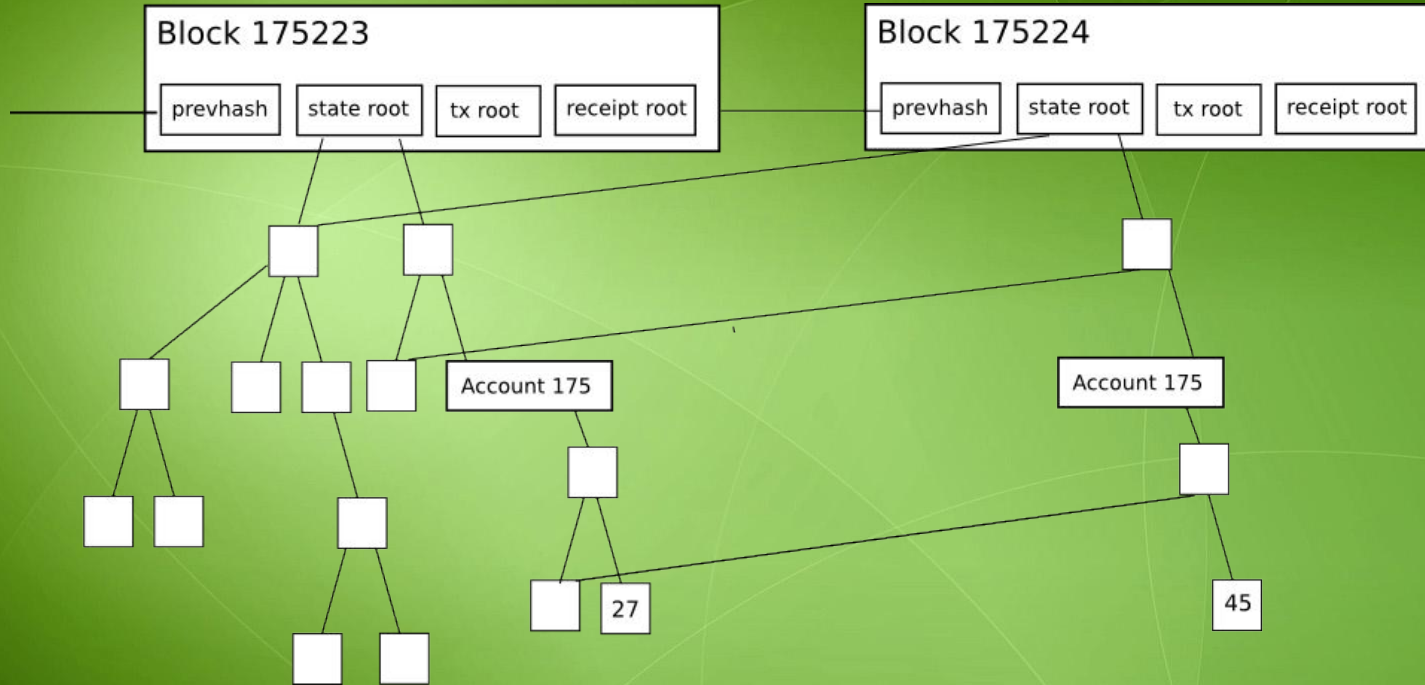 Block 175223
prevhash
state root
tx root
receipt root
Block 175224
prevhash
state root
tx root
receipt root
Account 175
27
Account 175
45